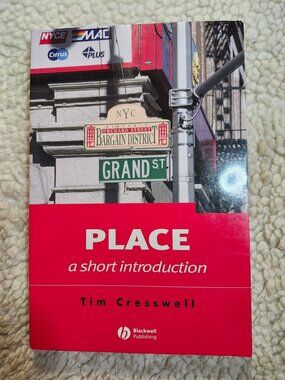 NYCE
MAC
Cirrus
PLUS
NYC
ORCHARD STREET
BARGAIN DISTRICT
GRAND ST
PLACE
a short introduction
Tim Cresswell
Blackwell
Publishing